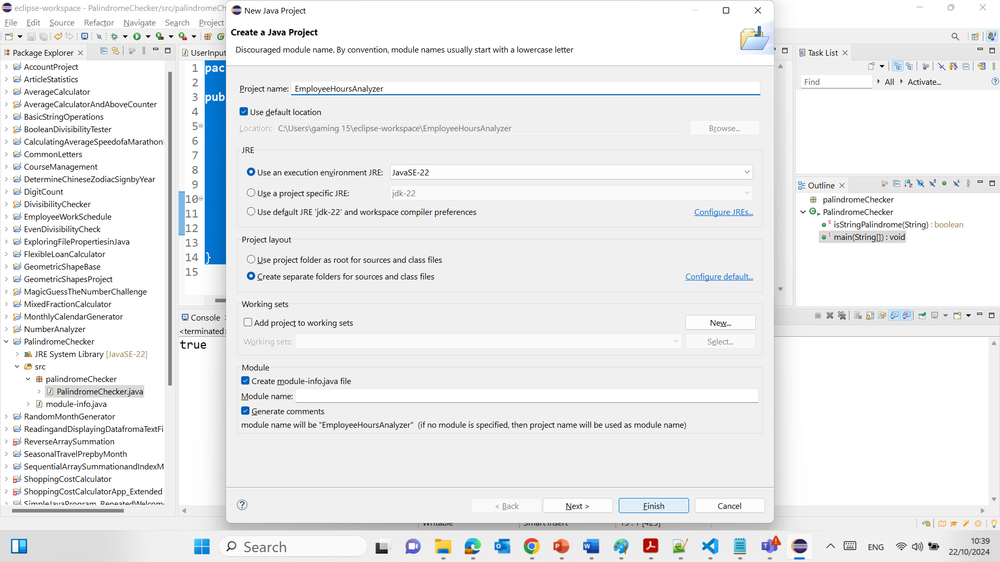 eclipse-workspace - PalindromeChecker/src/palindromeCh
File Edit Source Refactor Navigate Search Project
Package Explorer
AccountProject
ArticleStatistics
AverageCalculator
AverageCalculatorAndAboveCounter
BasicStringOperations
BooleanDivisibilityTester
CalculatingAverageSpeedofaMarathon
CommonLetters
CourseManagement
DetermineChineseZodiacSignbyYear
DigitCount
DivisibilityChecker
EmployeeWorkSchedule
EvenDivisibilityCheck
ExploringFilePropertiesinJava
FlexibleLoanCalculator
GeometricShapeBase
GeometricShapesProject
MagicGuessTheNumberChallenge
MixedFractionCalculator
MonthlyCalendarGenerator
NumberAnalyzer
PalindromeChecker
JRE System Library [JavaSE-22]
src
palindromeChecker
PalindromeChecker.java
module-info.java
RandomMonthGenerator
ReadingandDisplayingDatafromaTextFi
ReverseArraySummation
SeasonalTravelPrepbyMonth
SequentialArraySummationandIndexM
ShoppingCostCalculator
ShoppingCostCalculatorApp_Extended
SimpleJavaProgram_RepeatedWelcome
UserInput
1 pac
2
3 pub
4
5
6
7
8
9
10
11
12
13
14 }
15
Console
<terminated>
true
New Java Project
Create a Java Project
Discouraged module name. By convention, module names usually start with a lowercase letter
Project name: EmployeeHoursAnalyzer
Use default location
Location: C:\Users\gaming 15\eclipse-workspace\EmployeeHoursAnalyzer Browse...
JRE
Use an execution environment JRE: JavaSE-22
Use a project specific JRE: jdk-22
Use default JRE 'jdk-22' and workspace compiler preferences Configure JREs...
Project layout
Use project folder as root for sources and class files
Create separate folders for sources and class files Configure default...
Working sets
Add project to working sets New...
Working sets: Select...
Module
Create module-info.java file
Module name:
Generate comments
module name will be "EmployeeHoursAnalyzer" (if no module is specified, then project name will be used as module name)
< Back Next > Finish Cancel
Writable Smart Insert 15 : 1 [425]
Task List
Find All Activate...
Outline
palindromeChecker
PalindromeChecker
isStringPalindrome(String) : boolean
main(String[]) : void
Search
ENG
10:39
22/10/2024